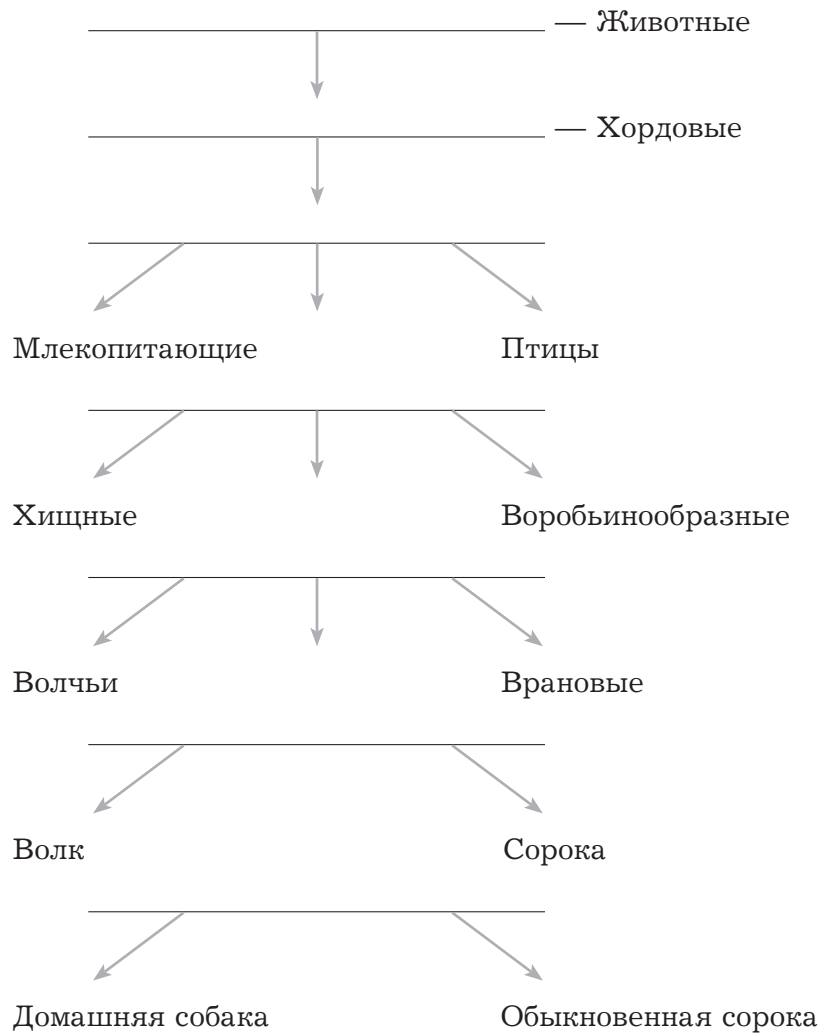 — Животные
— Хордовые
Млекопитающие Птицы
Хищные Воробьинообразные
Волчьи Врановые
Волк Сорока
Домашняя собака Обыкновенная сорока